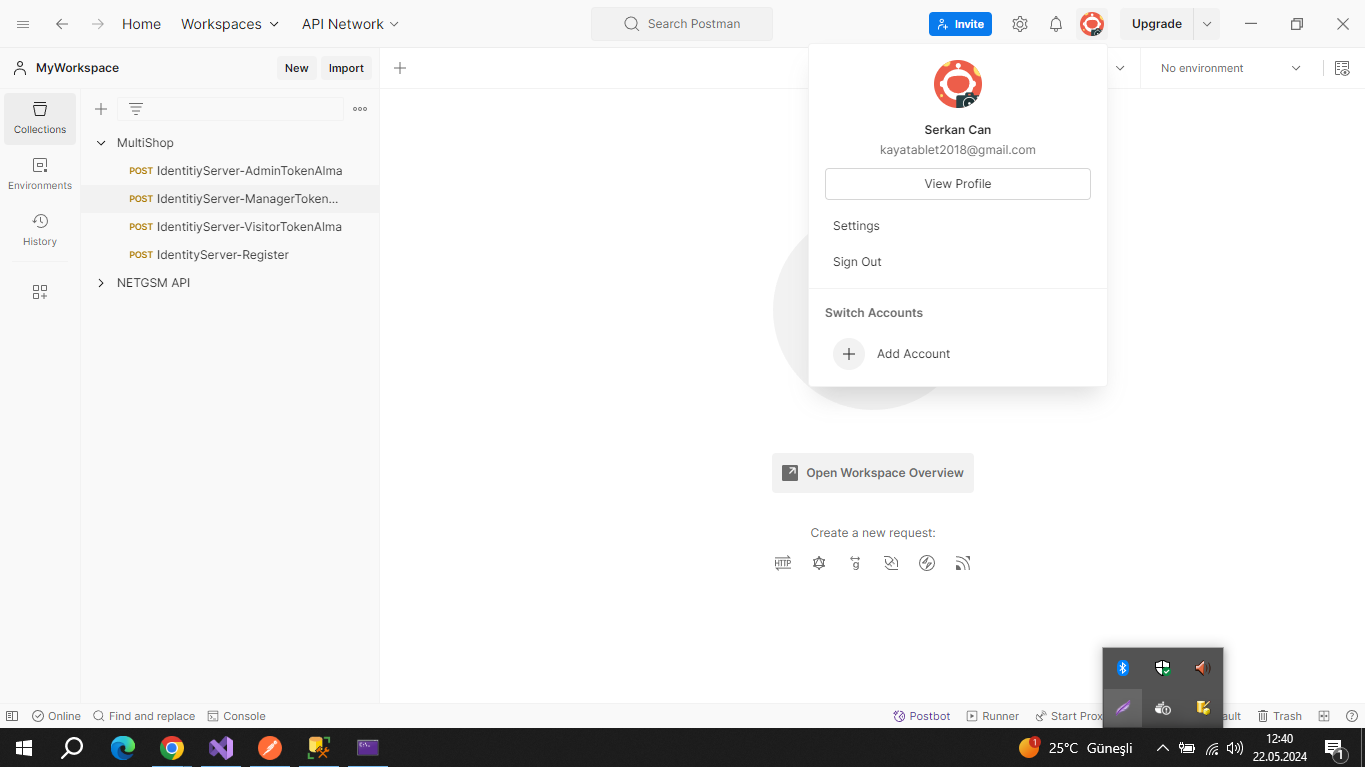 Home Workspaces API Network Search Postman Invite Upgrade
MyWorkspace New Import No environment
Collections
Environments
History
MultiShop
POST IdentitiyServer-AdminTokenAlma
POST IdentitiyServer-ManagerToken...
POST IdentitiyServer-VisitorTokenAlma
POST IdentityServer-Register
NETGSM API
Serkan Can
kayatablet2018@gmail.com
View Profile
Settings
Sign Out
Switch Accounts
Add Account
Open Workspace Overview
Create a new request:
HTTP
g
Online Find and replace Console Postbot Runner Start Prox ault Trash
1 25°C Güneşli 12:40
22.05.2024 1